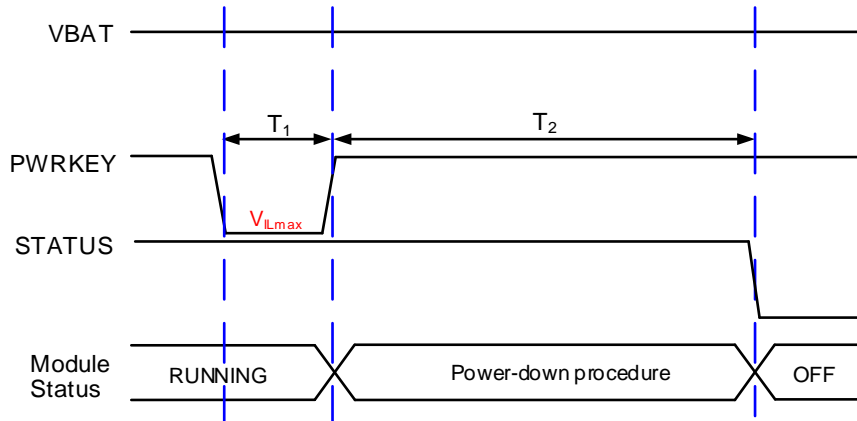 VBAT
T₁
T₂
PWRKEY
VILmax
STATUS
Module
Status
RUNNING
Power-down procedure
OFF